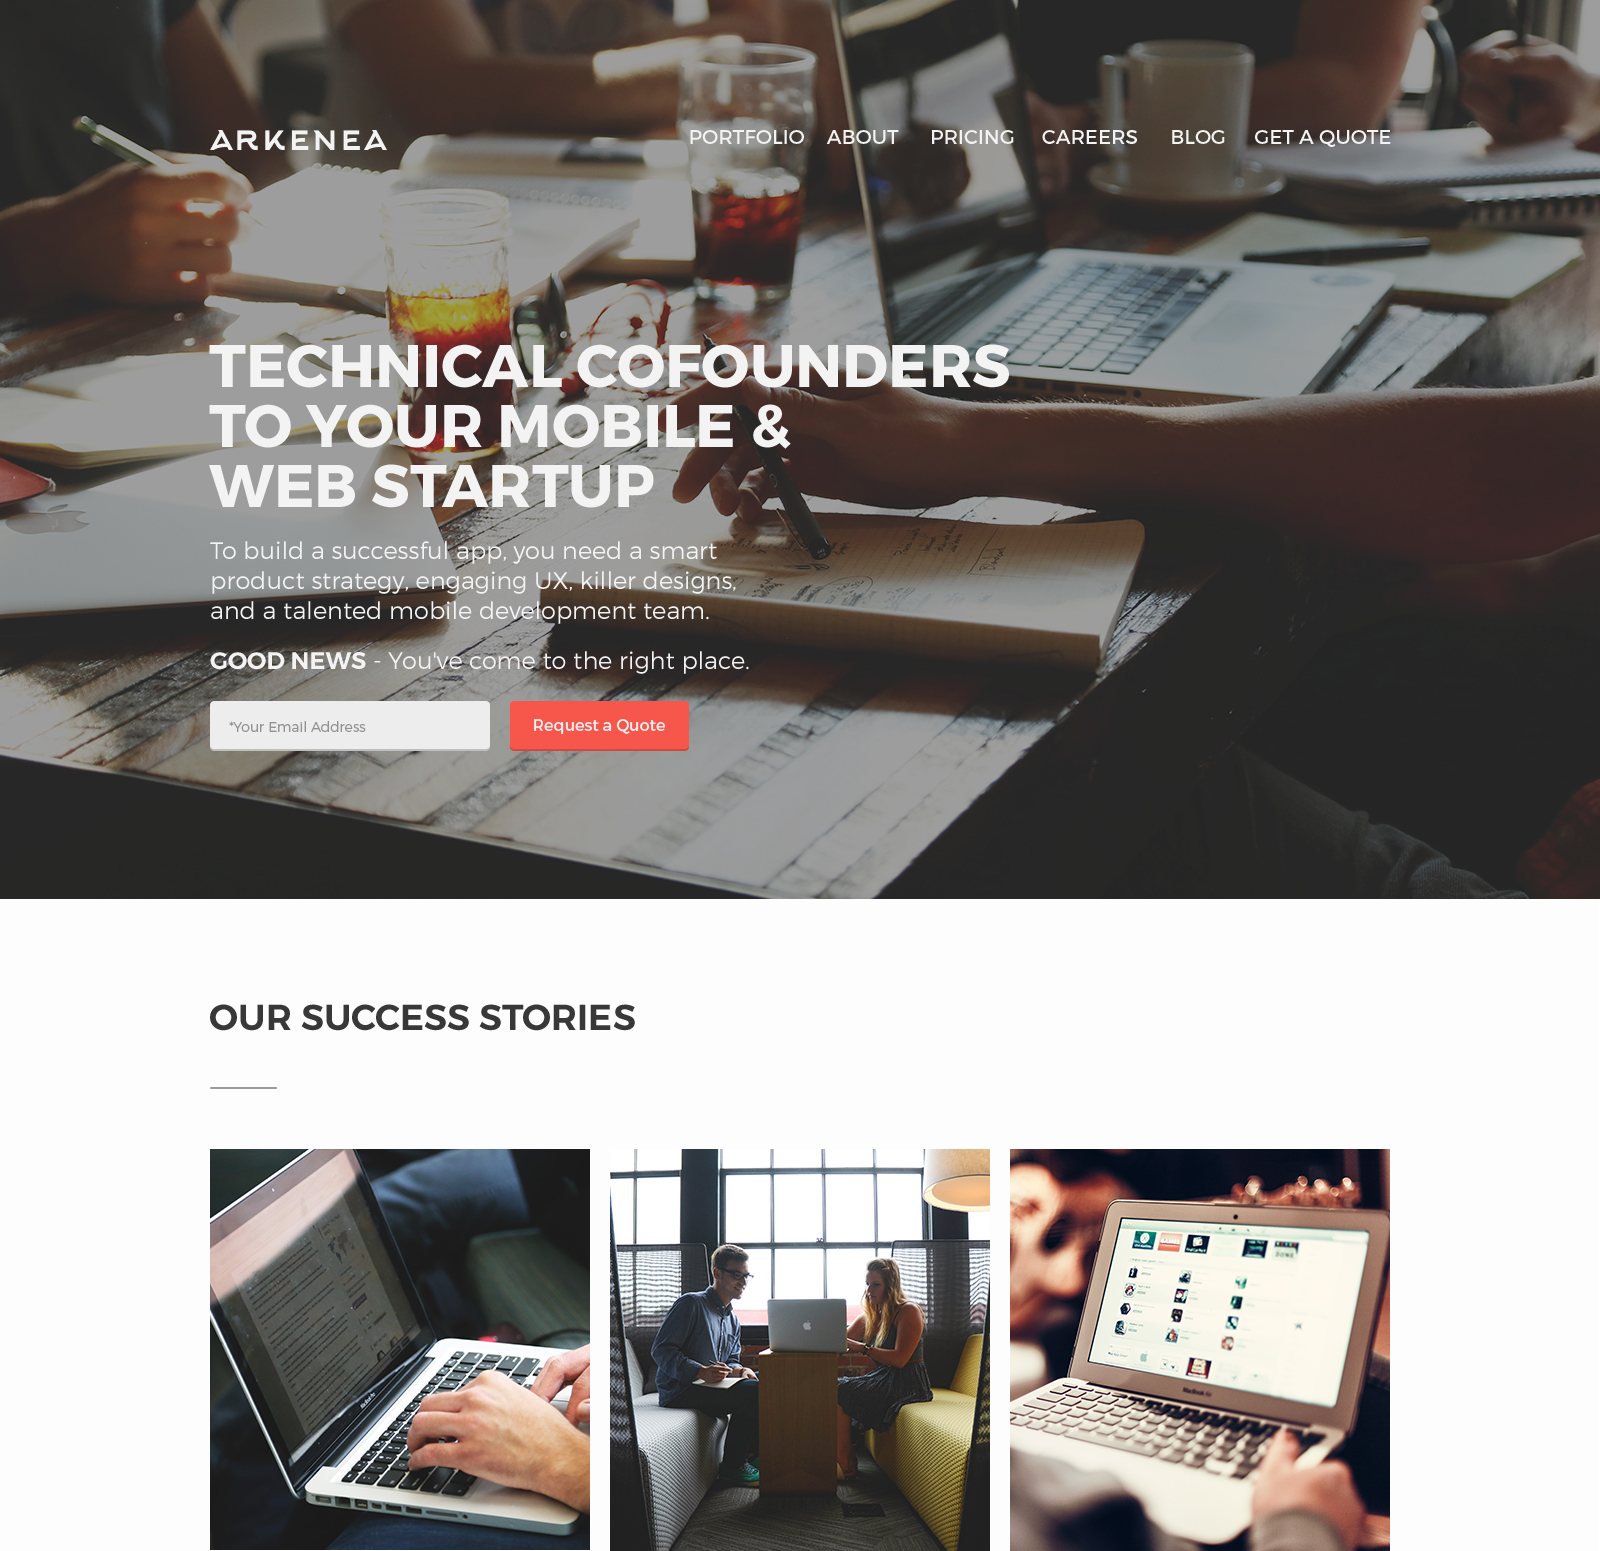 ARKENEA
PORTFOLIO ABOUT PRICING CAREERS BLOG GET A QUOTE
TECHNICAL COFOUNDERS
TO YOUR MOBILE &
WEB STARTUP
To build a successful app, you need a smart
product strategy, engaging UX, killer designs,
and a talented mobile development team.
GOOD NEWS - You've come to the right place.
*Your Email Address
Request a Quote
OUR SUCCESS STORIES